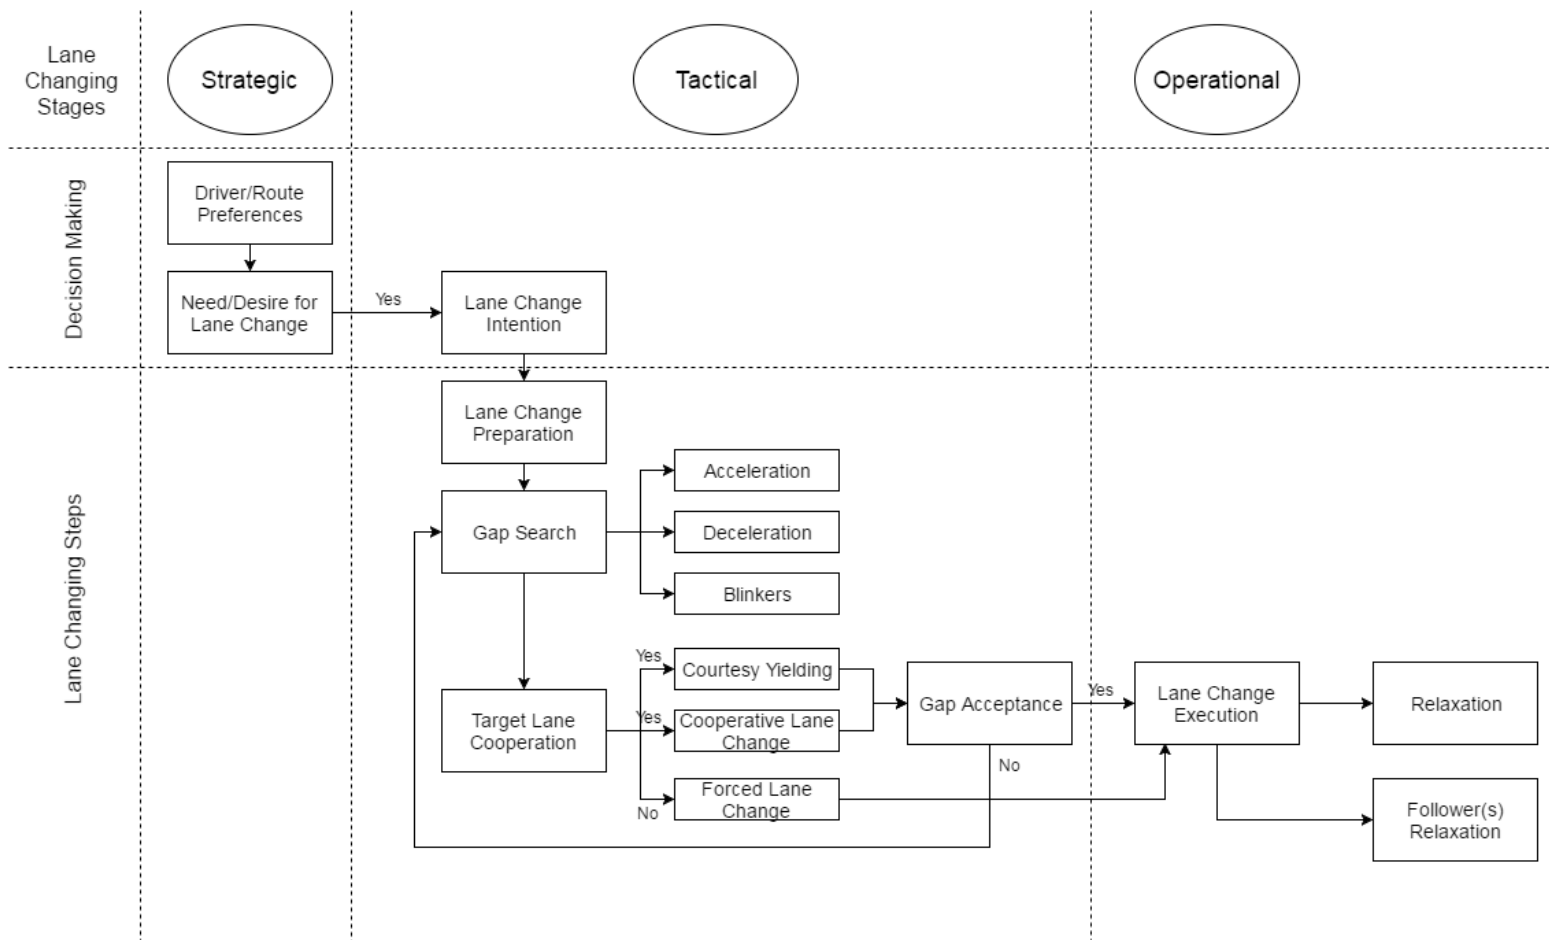 Lane
Changing
Stages
Strategic
Tactical
Operational
Decision Making
Driver/Route
Preferences
Need/Desire for
Lane Change
Yes
Lane Change
Intention
Lane Changing Steps
Lane Change
Preparation
Gap Search
Acceleration
Deceleration
Blinkers
Target Lane
Cooperation
Yes
Courtesy Yielding
Yes
Cooperative Lane
Change
No
Forced Lane
Change
Gap Acceptance
Yes
No
Lane Change
Execution
Relaxation
Follower(s)
Relaxation